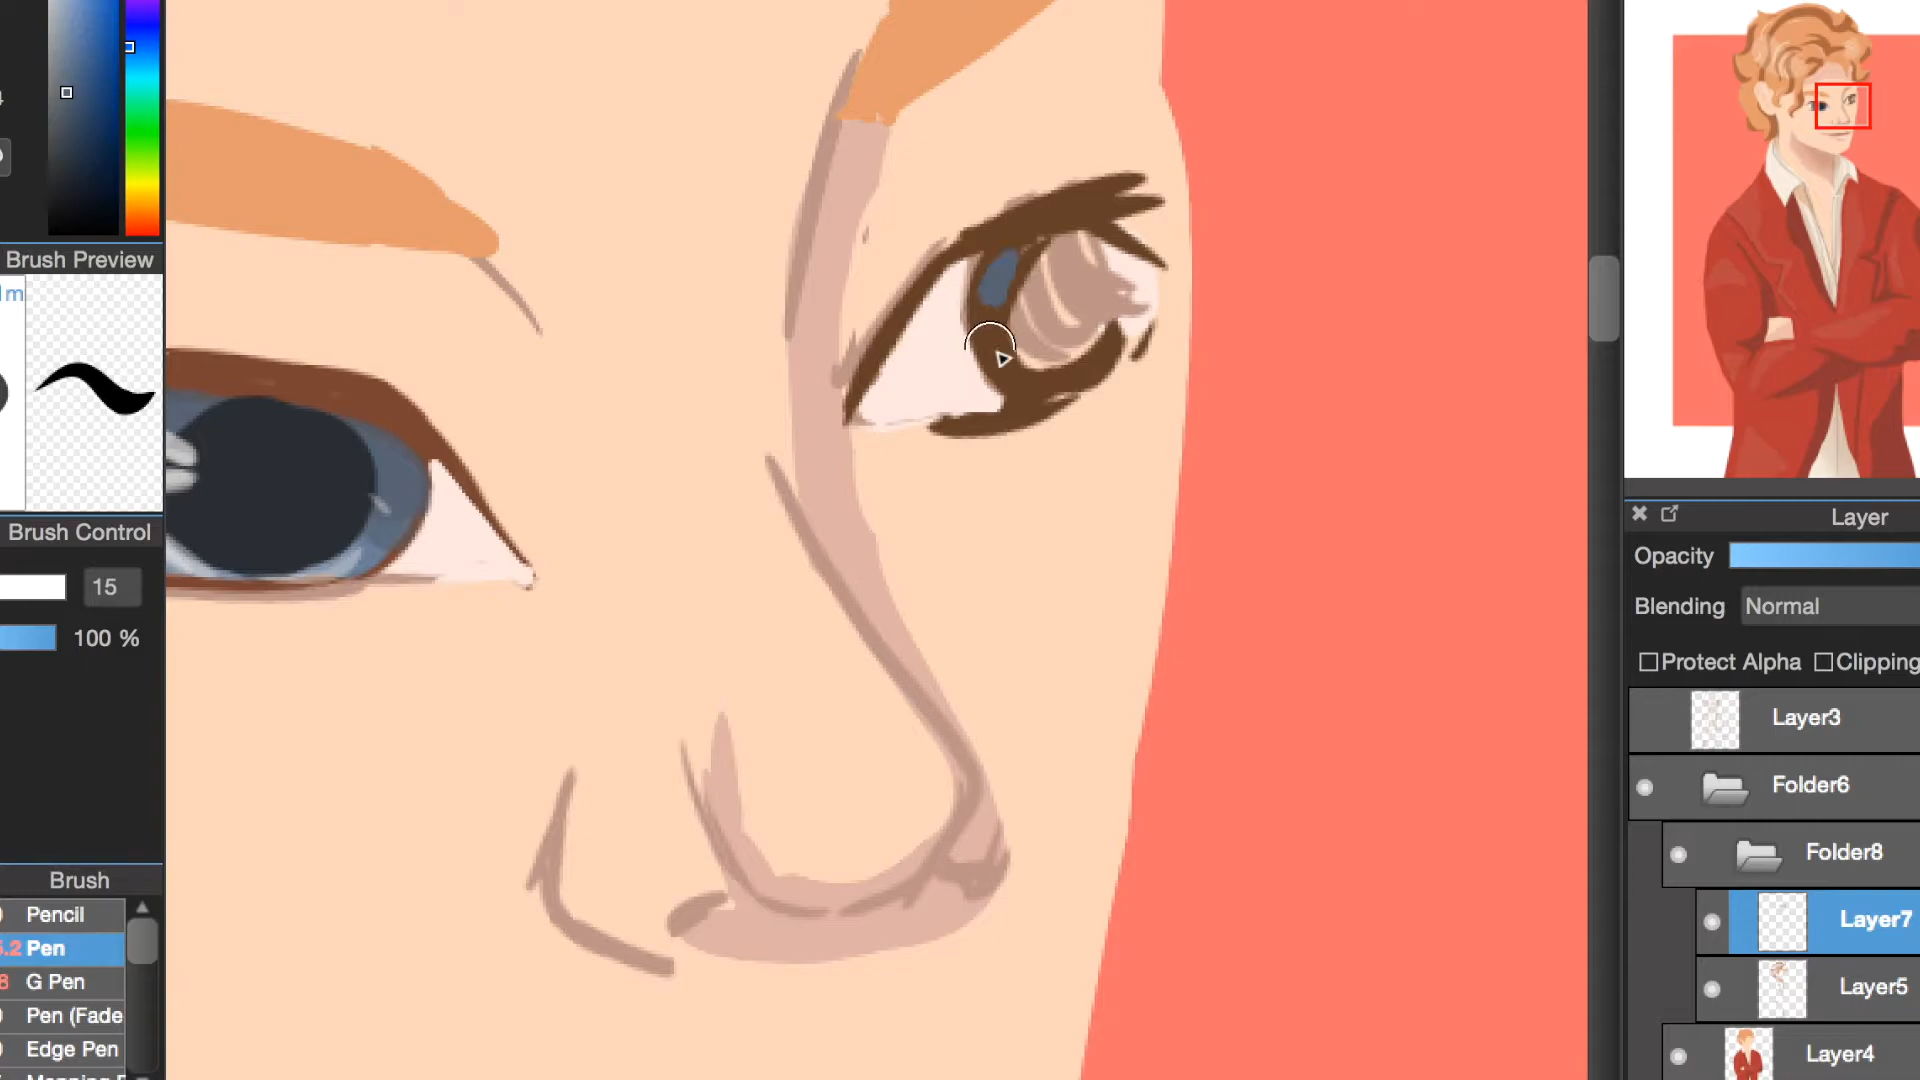 Brush Preview
Brush Control
15
100 %
Brush
Pencil
Pen
G Pen
Pen (Fade
Edge Pen
Layer
Opacity
Blending Normal
Protect Alpha Clipping
Layer3
Folder6
Folder8
Layer7
Layer5
Layer4